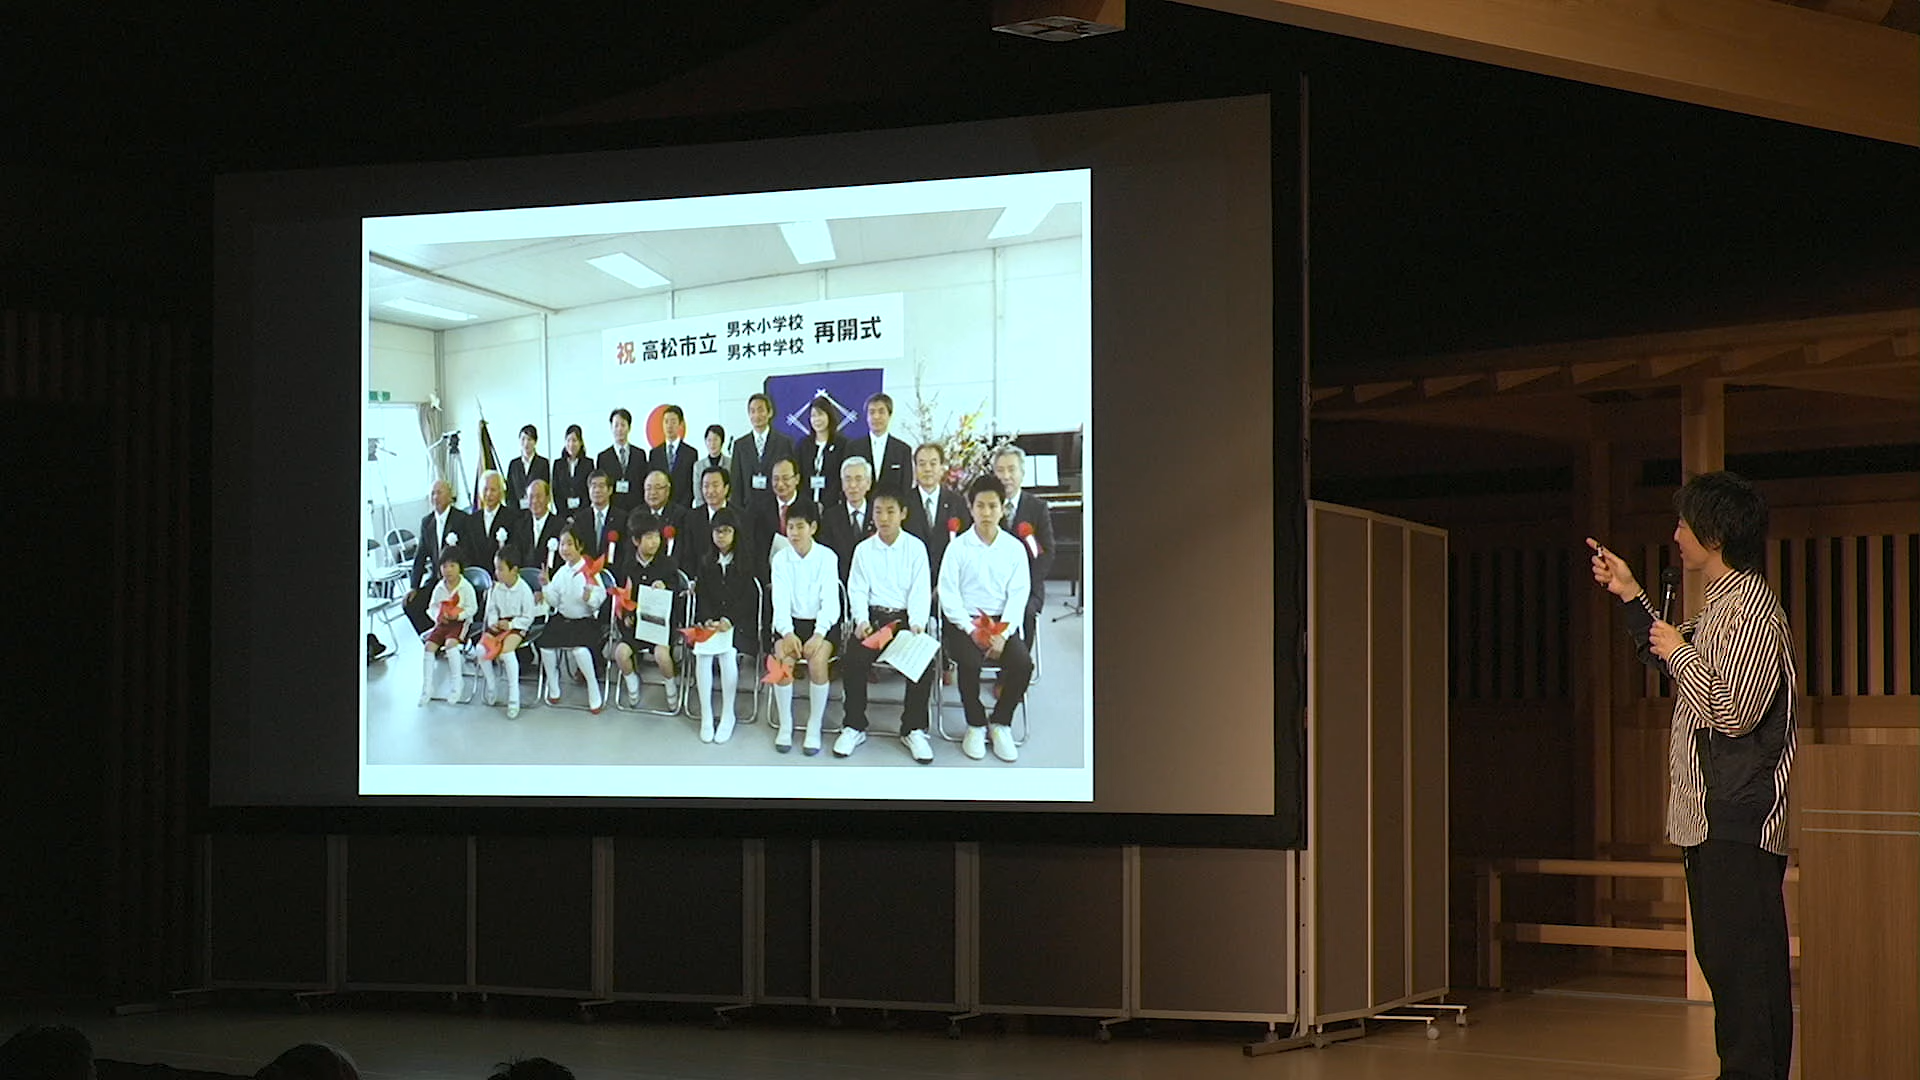 祝 高松市立 男木小学校 再開式
男木中学校